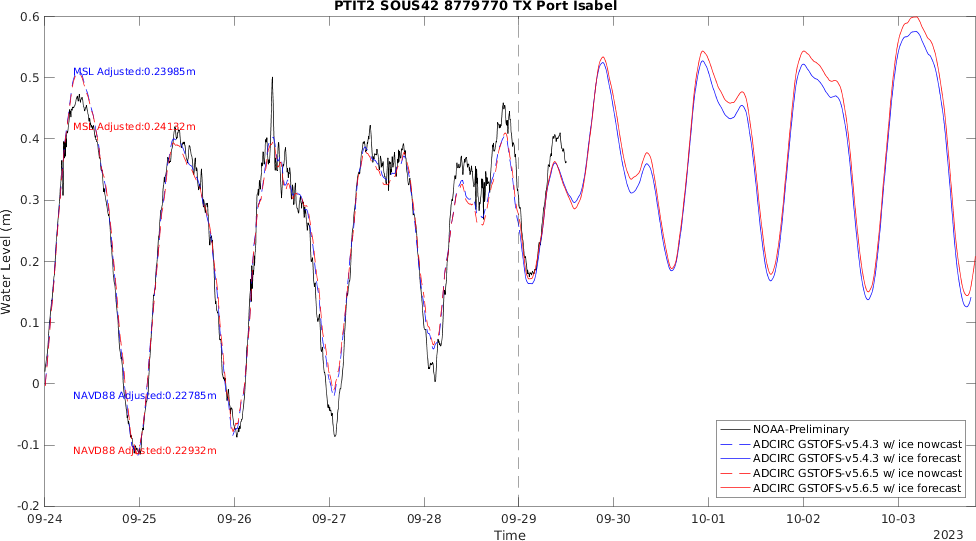 PTIT2 SOUS42 8779770 TX Port Isabel
Water Level (m)
0.6
0.5
0.4
0.3
0.2
0.1
0
-0.1
-0.2
MSL Adjusted:0.23985m
MSL Adjusted:0.24132m
NAVD88 Adjusted:0.22785m
NAVD88 Adjusted:0.22932m
NOAA-Preliminary
ADCIRC GSTOFS-v5.4.3 w/ ice nowcast
ADCIRC GSTOFS-v5.4.3 w/ ice forecast
ADCIRC GSTOFS-v5.6.5 w/ ice nowcast
ADCIRC GSTOFS-v5.6.5 w/ ice forecast
09-24 09-25 09-26 09-27 09-28 09-29 09-30 10-01 10-02 10-03
Time
2023